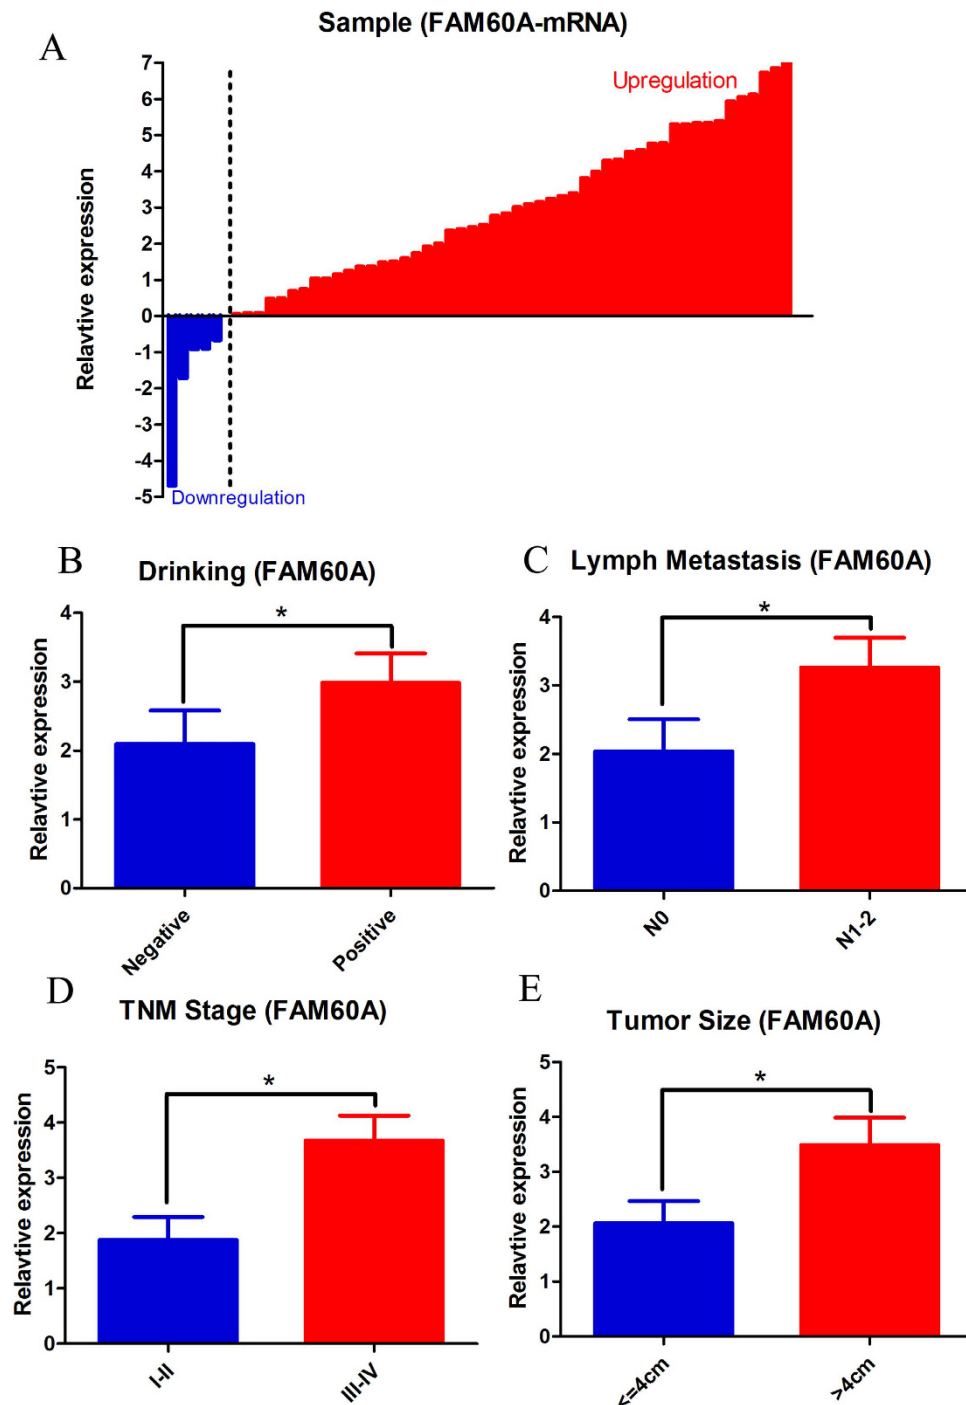 A
Sample (FAM60A-mRNA)
Relavtive expression
7
6
5
4
3
2
1
0
-1
-2
-3
-4
-5
Upregulation
Downregulation
B
Drinking (FAM60A)
Relavtive expression
4
3
2
1
0
*
Negative
Positive
C
Lymph Metastasis (FAM60A)
Relavtive expression
4
3
2
1
0
*
N0
N1-2
D
TNM Stage (FAM60A)
Relavtive expression
5
4
3
2
1
0
*
I-II
III-IV
E
Tumor Size (FAM60A)
Relavtive expression
5
4
3
2
1
0
*
<=4cm
>4cm